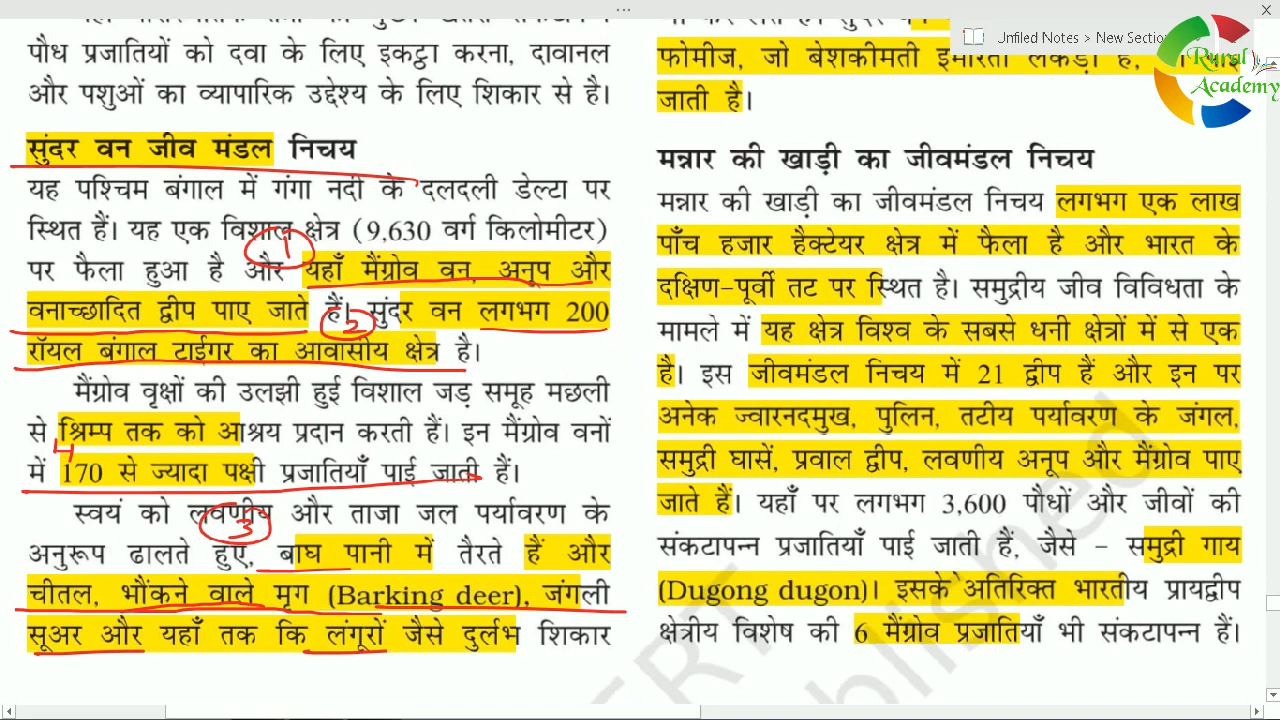 पौध प्रजातियों को दवा के लिए इकट्ठा करना, दावानल
और पशुओं का व्यापारिक उद्देश्य के लिए शिकार से है।
सुंदर वन जीव मंडल निचय
यह पश्चिम बंगाल में गंगा नदी के दलदली डेल्टा पर
स्थित हैं। यह एक विशाल क्षेत्र (9,630 वर्ग किलोमीटर)
1
पर फैला हुआ है और यहाँ मैंग्रोव वन, अनूप और
वनाच्छादित द्वीप पाए जाते हैं। सुंदर वन लगभग 200
2
रॉयल बंगाल टाईगर का आवासीय क्षेत्र है।
मैंग्रोव वृक्षों की उलझी हुई विशाल जड़ समूह मछली
से श्रिम्प तक को आश्रय प्रदान करती हैं। इन मैंग्रोव वनों
4
में 170 से ज्यादा पक्षी प्रजातियाँ पाई जाती हैं।
स्वयं को लवणीय और ताजा जल पर्यावरण के
3
अनुरूप ढालते हुए, बाघ पानी में तैरते हैं और
चीतल, भौंकने वाले मृग (Barking deer), जंगली
सूअर और यहाँ तक कि लंगूरों जैसे दुर्लभ शिकार
फोमीज, जो बेशकीमती इमारती लकड़ी है,
जाती है।
मन्नार की खाड़ी का जीवमंडल निचय
मन्नार की खाड़ी का जीवमंडल निचय लगभग एक लाख
पाँच हजार हैक्टेयर क्षेत्र में फैला है और भारत के
दक्षिण-पूर्वी तट पर स्थित है। समुद्रीय जीव विविधता के
मामले में यह क्षेत्र विश्व के सबसे धनी क्षेत्रों में से एक
है। इस जीवमंडल निचय में 21 द्वीप हैं और इन पर
अनेक ज्वारनदमुख, पुलिन, तटीय पर्यावरण के जंगल,
समुद्री घासें, प्रवाल द्वीप, लवणीय अनूप और मैंग्रोव पाए
जाते हैं। यहाँ पर लगभग 3,600 पौधों और जीवों की
संकटापन्न प्रजातियाँ पाई जाती हैं, जैसे - समुद्री गाय
(Dugong dugon)। इसके अतिरिक्त भारतीय प्रायद्वीप
क्षेत्रीय विशेष की 6 मैंग्रोव प्रजातियाँ भी संकटापन्न हैं।
Unfiled Notes > New Section
Rural
Academy